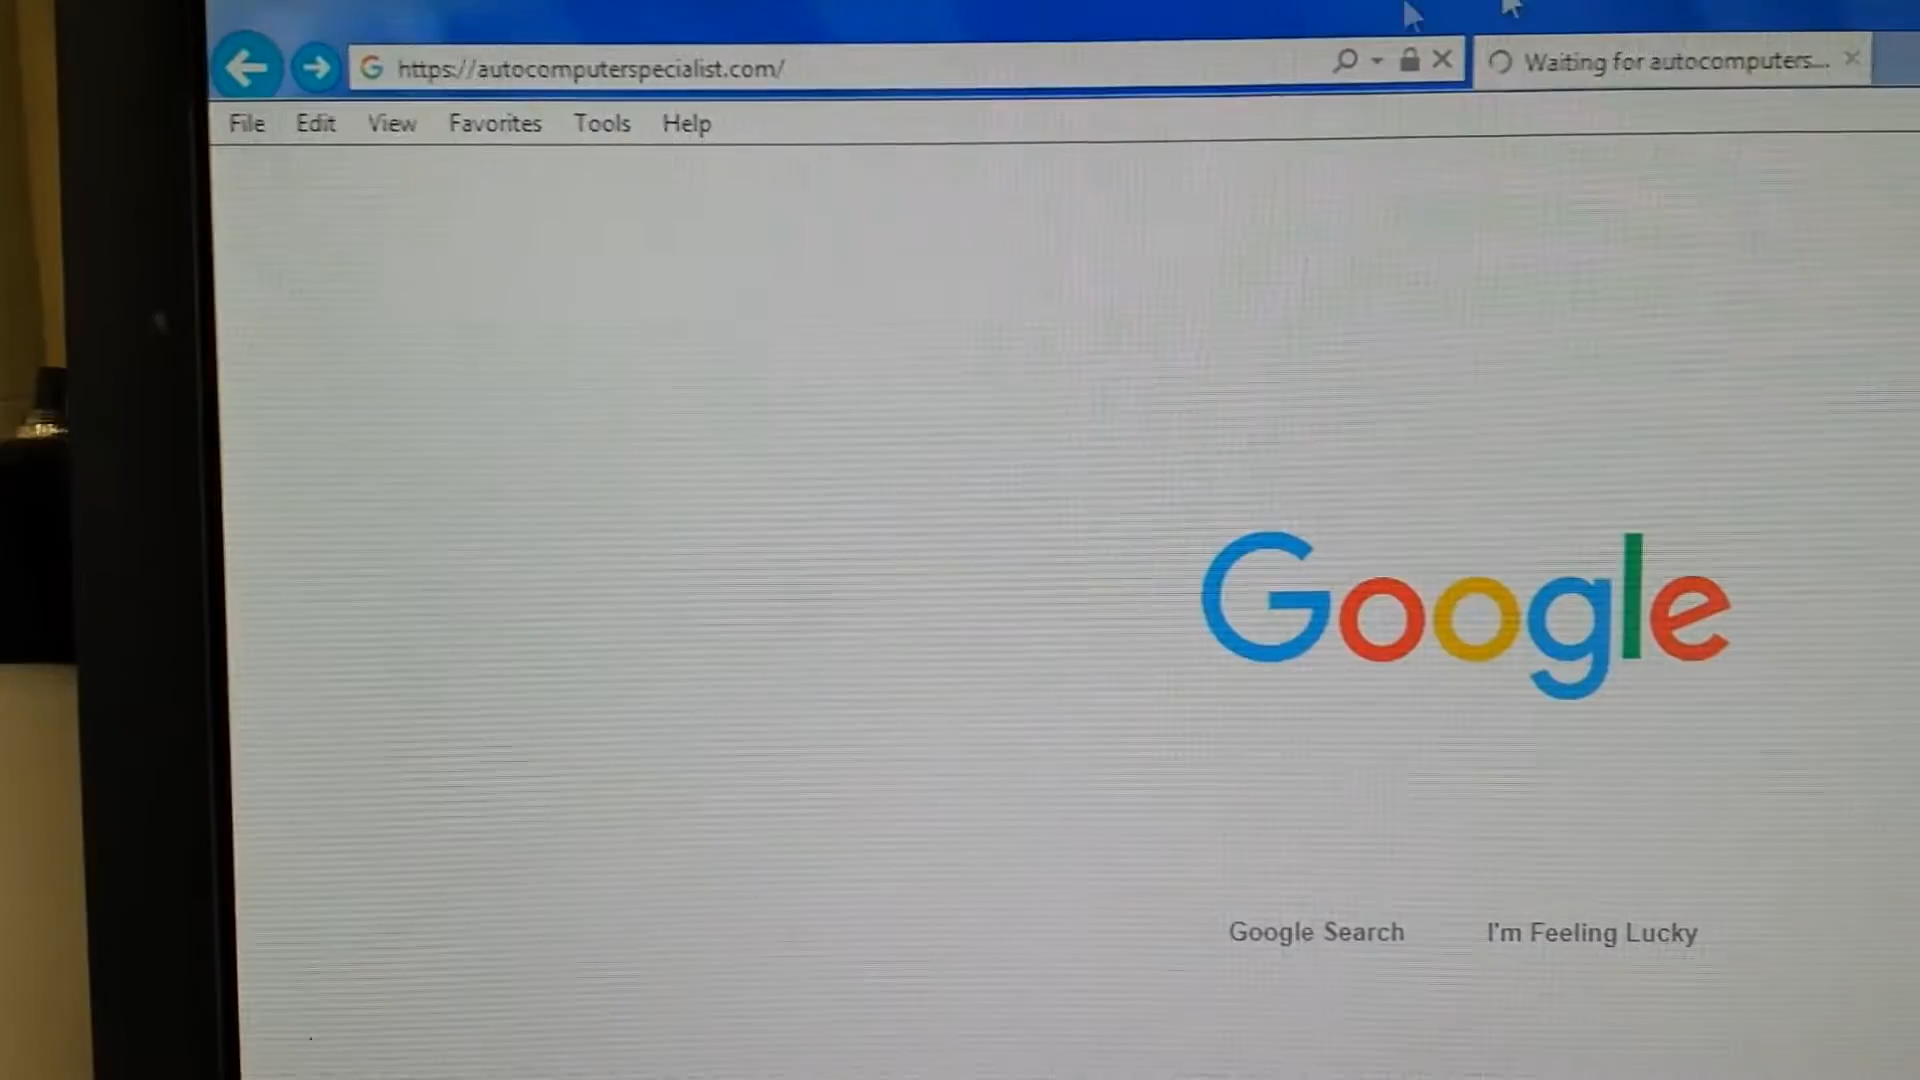 https://autocomputerspecialist.com/
Waiting for autocomputers...
File Edit View Favorites Tools Help
Google
Google Search I'm Feeling Lucky